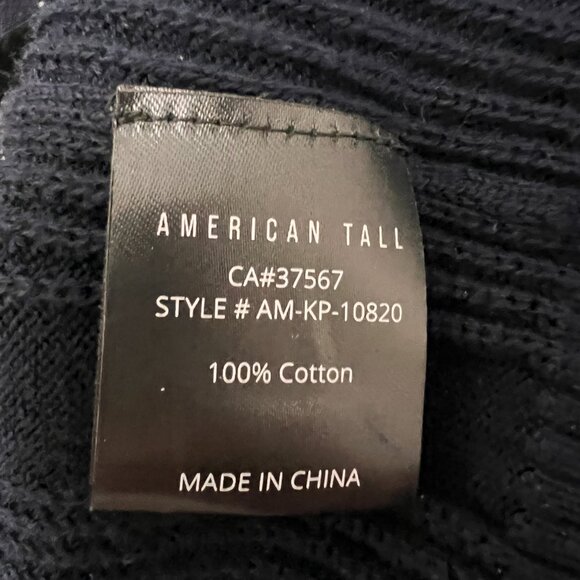 AMERICAN TALL
CA#37567
STYLE # AM-KP-10820
100% Cotton
MADE IN CHINA